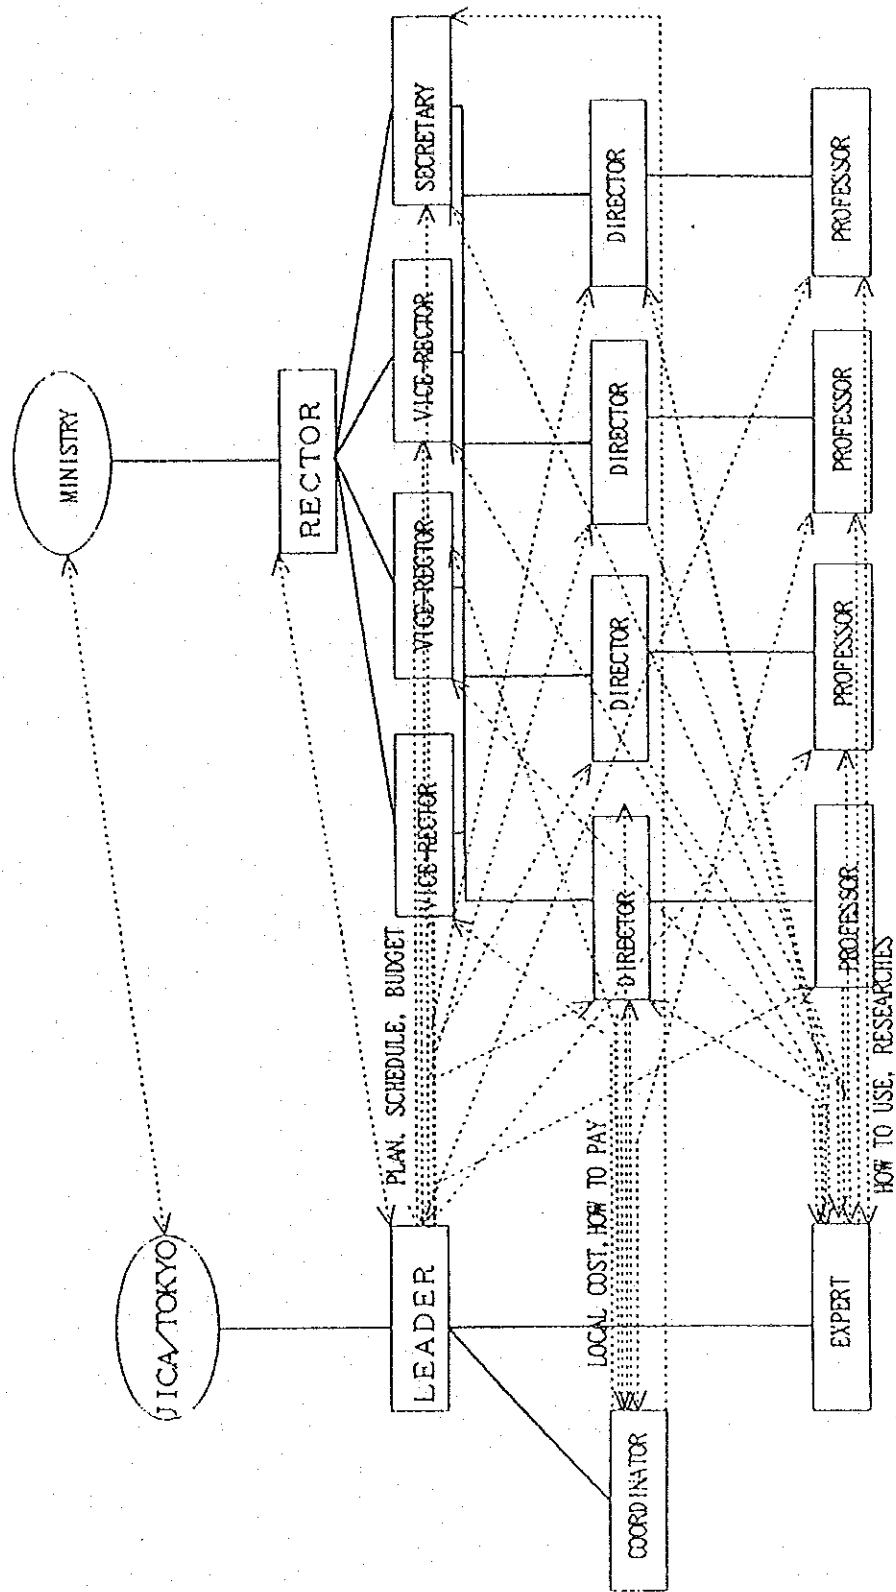 MINISTRY
JICA/TOKYO
RECTOR
LEADER
PLAN, SCHEDULE, BUDGET
VICE-RECTOR
VICE-RECTOR
VICE-RECTOR
SECRETARY
COORDINATOR
LOCAL COST, HOW TO PAY
DIRECTOR
DIRECTOR
DIRECTOR
DIRECTOR
EXPERT
HOW TO USE, RESEARCHES
PROFESSOR
PROFESSOR
PROFESSOR
PROFESSOR